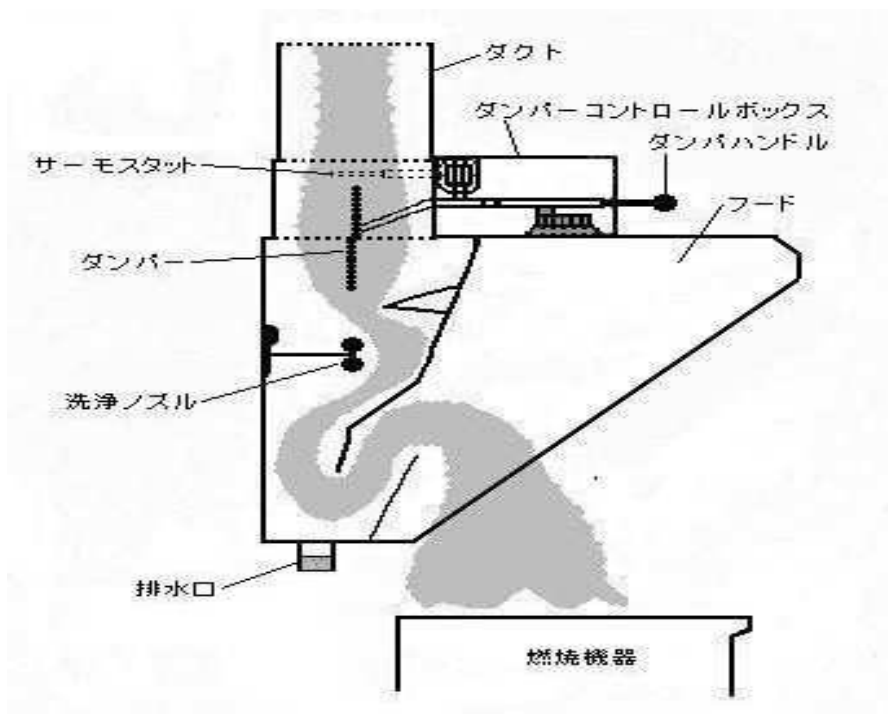 ダクト
ダンパーコントロールボックス
ダンパハンドル
サーモスタット
フード
ダンパー
洗浄ノズル
排水口
燃焼機器